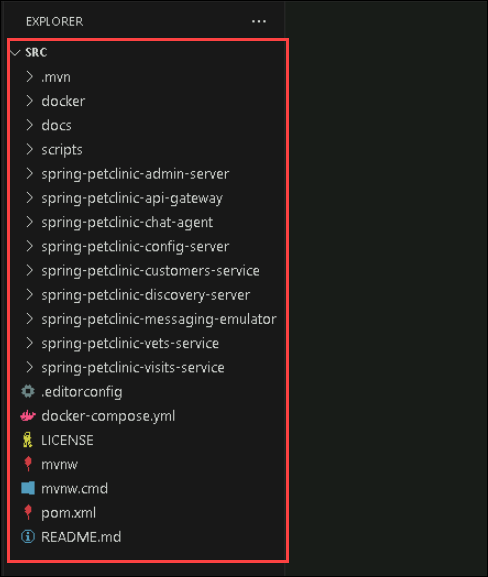 EXPLORER ...
SRC
.mvn
docker
docs
scripts
spring-petclinic-admin-server
spring-petclinic-api-gateway
spring-petclinic-chat-agent
spring-petclinic-config-server
spring-petclinic-customers-service
spring-petclinic-discovery-server
spring-petclinic-messaging-emulator
spring-petclinic-vets-service
spring-petclinic-visits-service
.editorconfig
docker-compose.yml
LICENSE
mvnw
mvnw.cmd
pom.xml
README.md